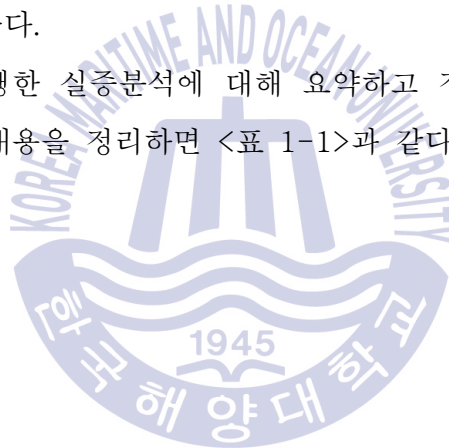 다.
행한 실증분석에 대해 요약하고
내용을 정리하면 <표 1-1>과 같다
KOREA MARITIME AND OCEAN UNIVERSITY
1945
한국해양대학교